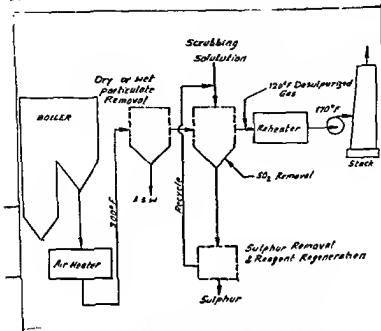 Scrubbing
Solution
Dry or Wet
Particulate
Removal
120°F Desulpurized
Gas
BOILER
Reheater
170°F
Stack
300°F
Recycle
SO2 Removal
Air Heater
Sulphur Removal
& Reagent Regeneration
Sulphur